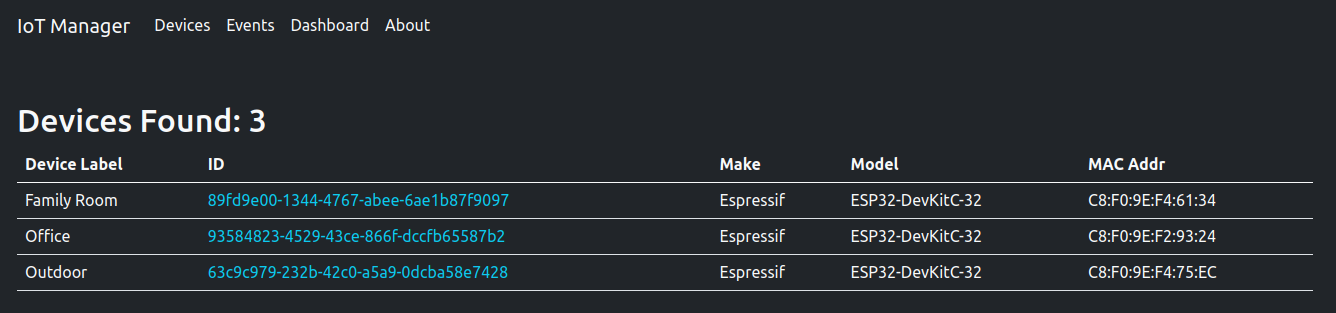 IoT Manager Devices Events Dashboard About
Devices Found: 3
Device Label ID Make Model MAC Addr
Family Room 89fd9e00-1344-4767-abee-6ae1b87f9097 Espressif ESP32-DevKitC-32 C8:F0:9E:F4:61:34
Office 93584823-4529-43ce-866f-dccfb65587b2 Espressif ESP32-DevKitC-32 C8:F0:9E:F2:93:24
Outdoor 63c9c979-232b-42c0-a5a9-0dcba58e7428 Espressif ESP32-DevKitC-32 C8:F0:9E:F4:75:EC